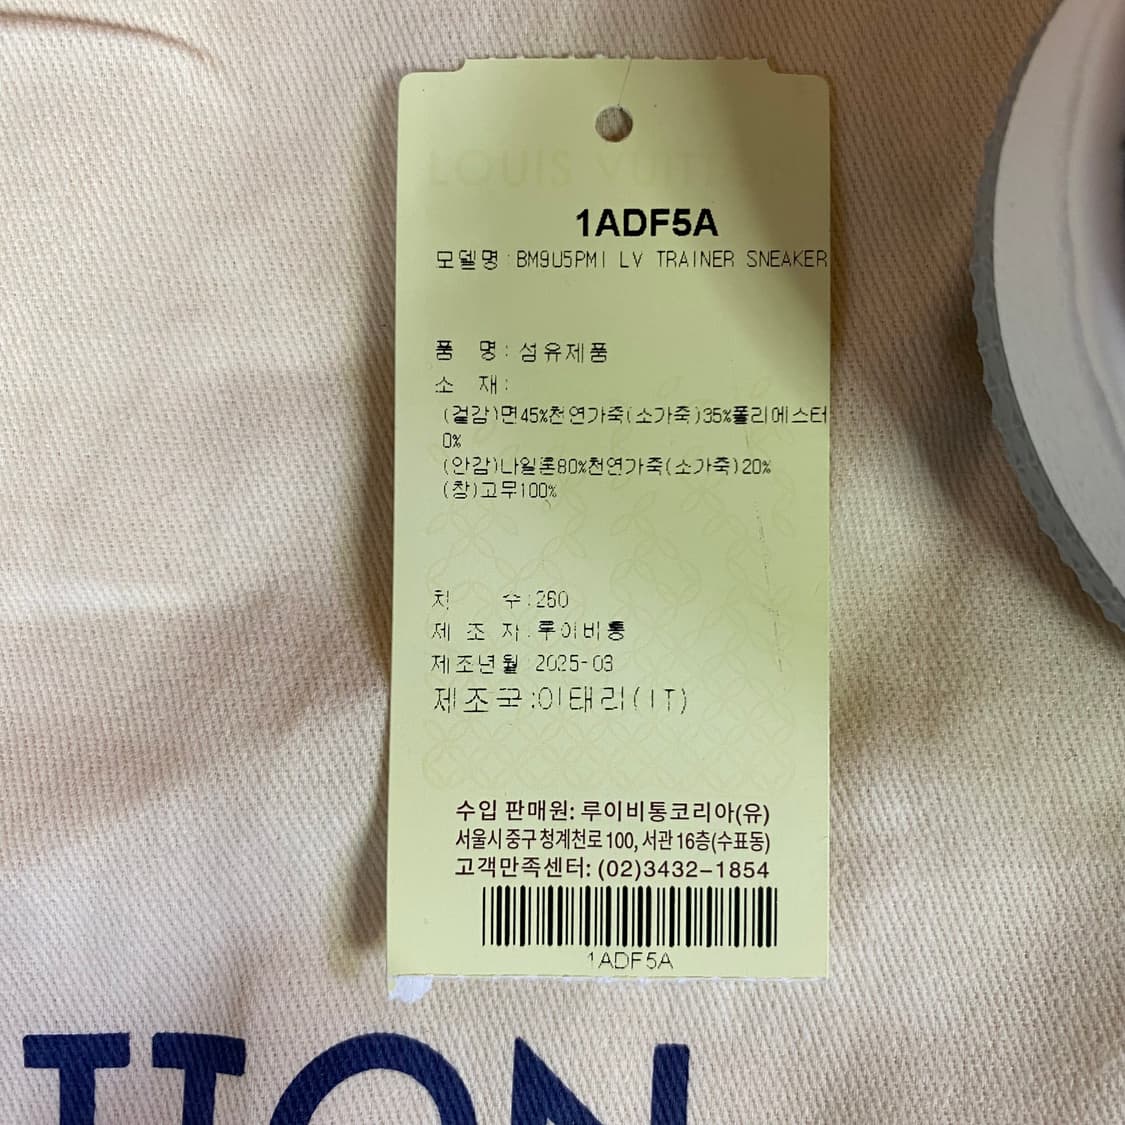 LOUIS VUITTON
1ADF5A
모델명:BM9U5PMI LV TRAINER SNEAKER
품 명: 섬유제품
소 재:
(겉감)면45%천연가죽(소가죽)35%폴리에스터
0%
(안감)나일론80%천연가죽(소가죽)20%
(창)고무100%
치 수:260
제 조 자:루이비통
제조년월:2025-03
제조국:이태리(IT)
수입 판매원: 루이비통코리아(유)
서울시 중구 청계천로 100, 서관 16층(수표동)
고객만족센터: (02)3432-1854
1ADF5A
TTON